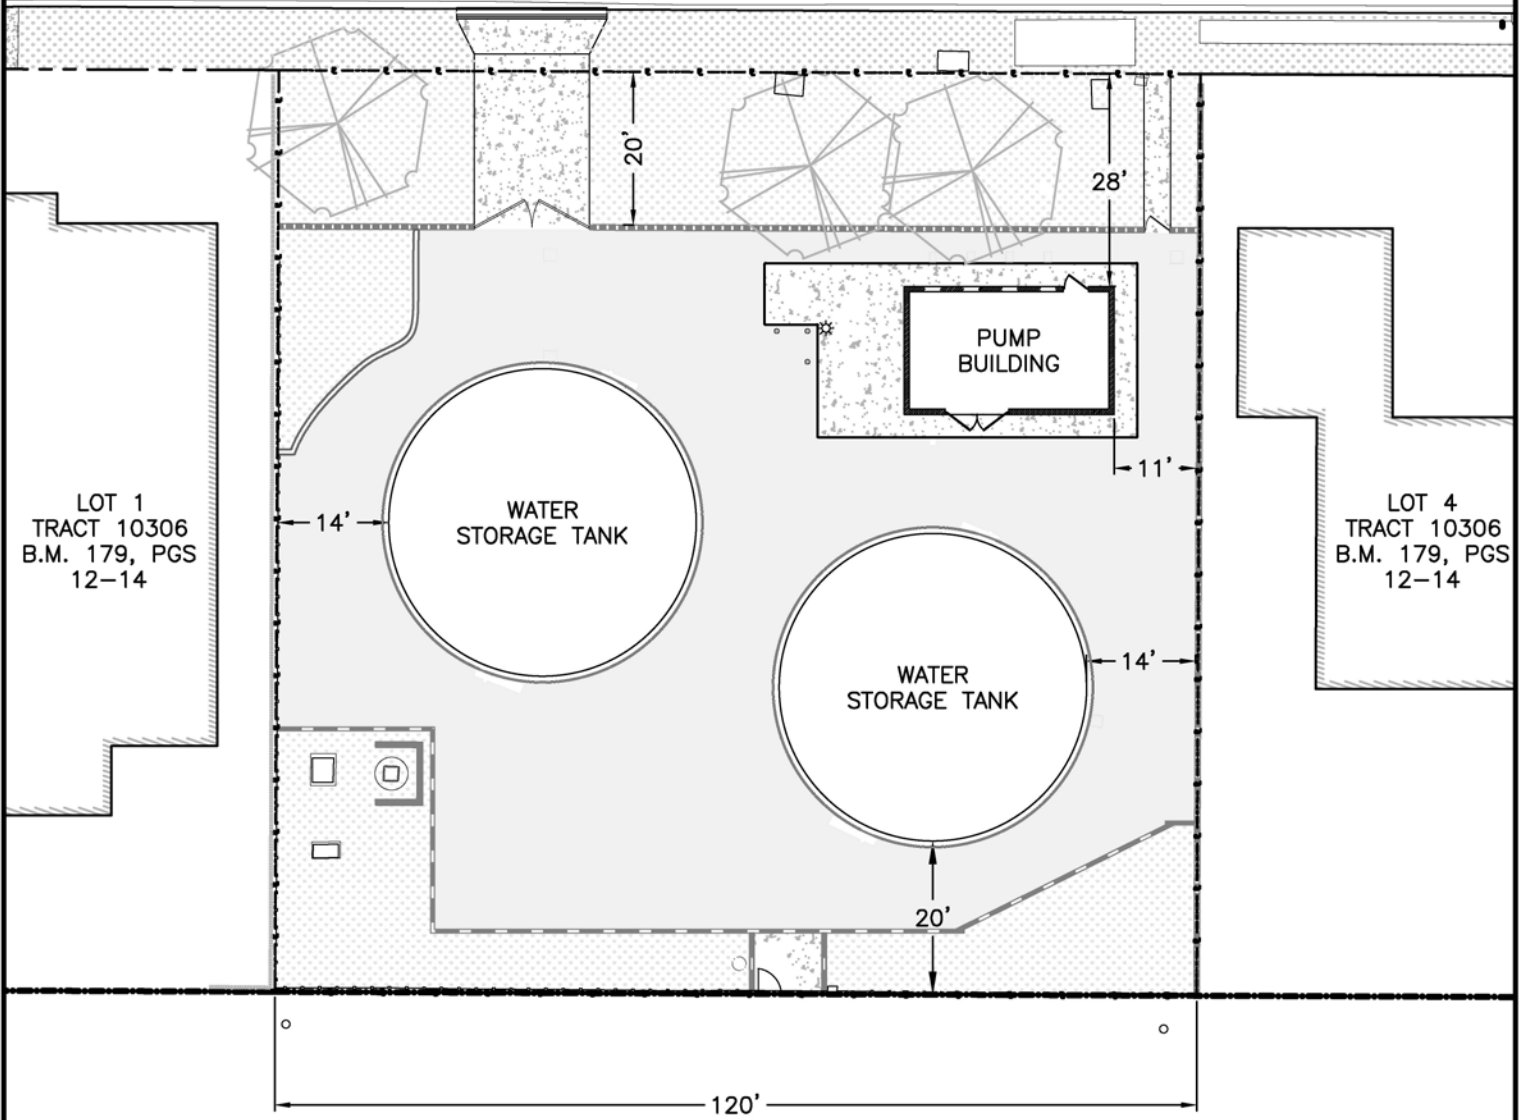 20'
28'
PUMP
BUILDING
11'
LOT 1
TRACT 10306
B.M. 179, PGS
12-14
14'
WATER
STORAGE TANK
LOT 4
TRACT 10306
B.M. 179, PGS
12-14
14'
WATER
STORAGE TANK
20'
120'